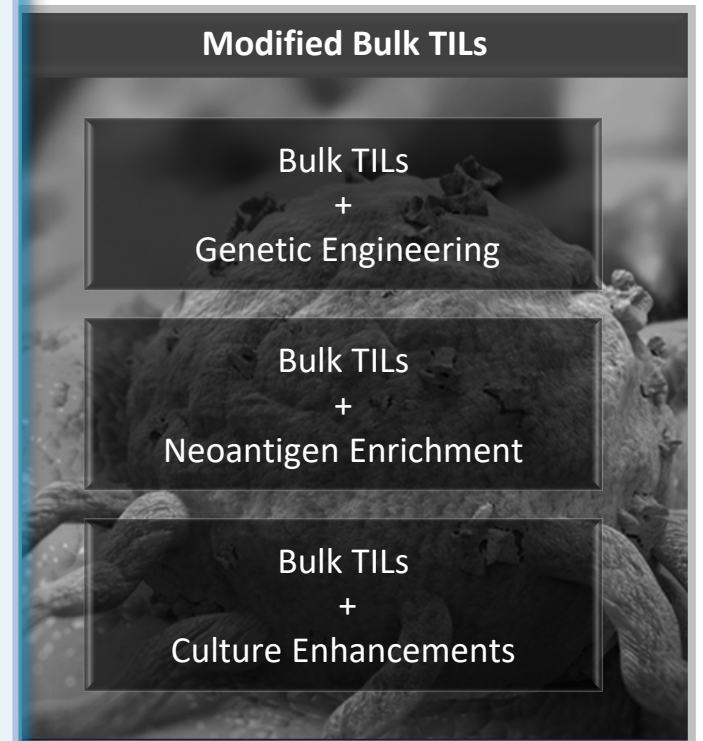 Modified Bulk TILs
Bulk TILs
+
Genetic Engineering
Bulk TILs
+
Neoantigen Enrichment
Bulk TILs
+
Culture Enhancements